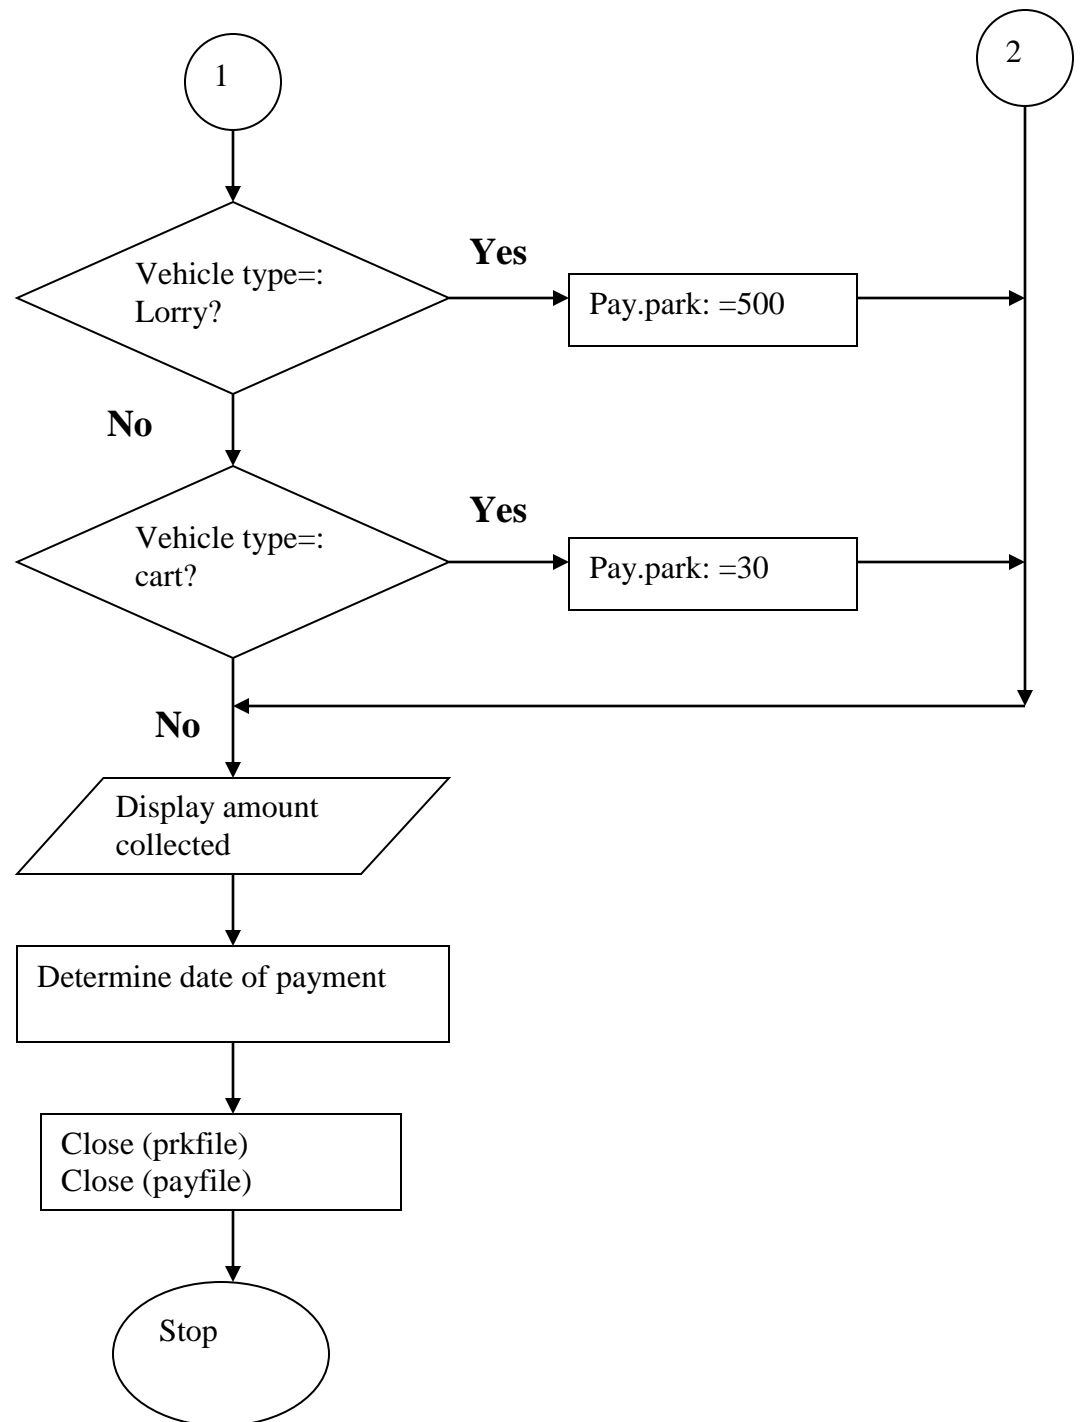 1
2
Vehicle type=:
Lorry?
Yes
Pay.park: =500
No
Vehicle type=:
cart?
Yes
Pay.park: =30
No
Display amount
collected
Determine date of payment
Close (prkfile)
Close (payfile)
Stop